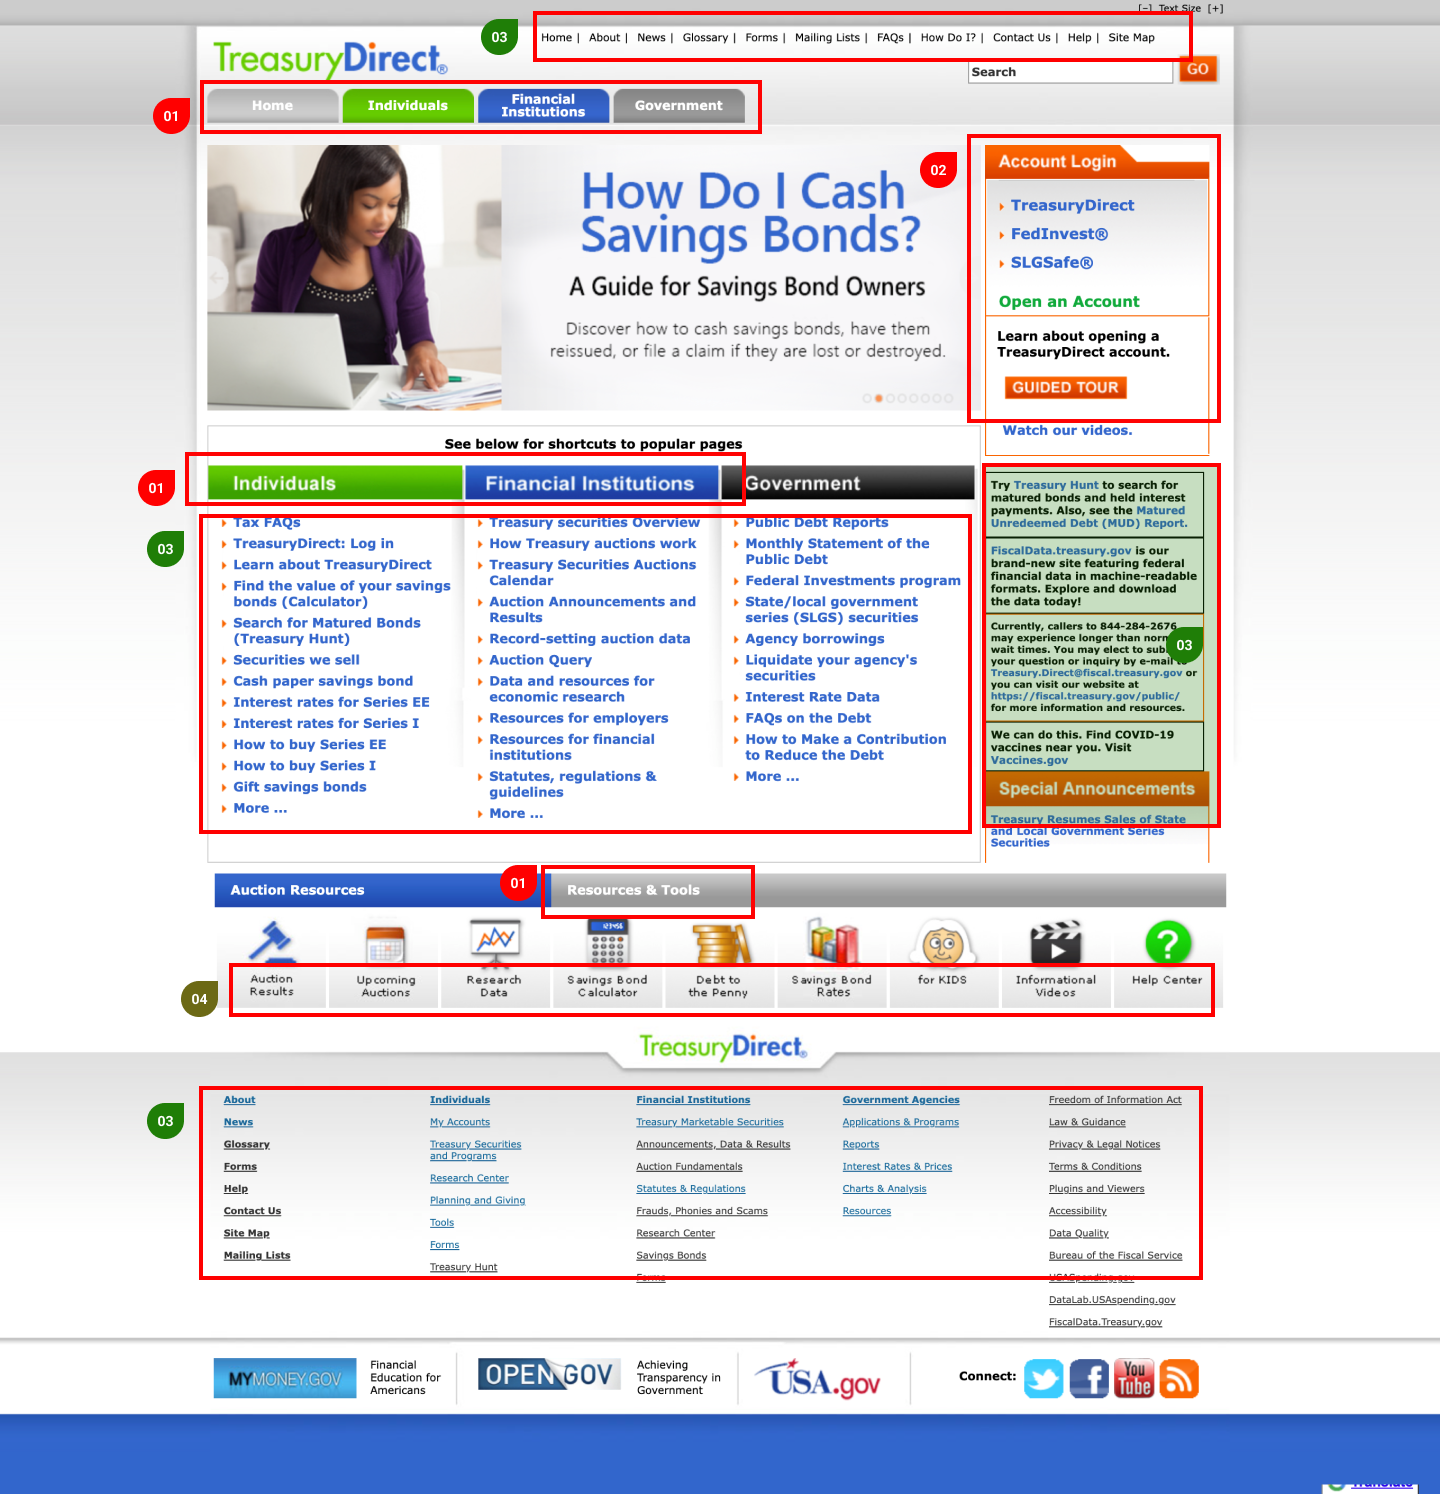 [–] Text Size [+]
03
Home | About | News | Glossary | Forms | Mailing Lists | FAQs | How Do I? | Contact Us | Help | Site Map
TreasuryDirect®
Search
GO
01
Home
Individuals
Financial
Institutions
Government
How Do I Cash
Savings Bonds?
A Guide for Savings Bond Owners
Discover how to cash savings bonds, have them
reissued, or file a claim if they are lost or destroyed.
02
Account Login
TreasuryDirect
FedInvest®
SLGSafe®
Open an Account
Learn about opening a
TreasuryDirect account.
GUIDED TOUR
Watch our videos.
See below for shortcuts to popular pages
01
Individuals
Financial Institutions
Government
03
Tax FAQs
TreasuryDirect: Log in
Learn about TreasuryDirect
Find the value of your savings
bonds (Calculator)
Search for Matured Bonds
(Treasury Hunt)
Securities we sell
Cash paper savings bond
Interest rates for Series EE
Interest rates for Series I
How to buy Series EE
How to buy Series I
Gift savings bonds
More ...
Treasury securities Overview
How Treasury auctions work
Treasury Securities Auctions
Calendar
Auction Announcements and
Results
Record-setting auction data
Auction Query
Data and resources for
economic research
Resources for employers
Resources for financial
institutions
Statutes, regulations &
guidelines
More ...
Public Debt Reports
Monthly Statement of the
Public Debt
Federal Investments program
State/local government
series (SLGS) securities
Agency borrowings
Liquidate your agency's
securities
Interest Rate Data
FAQs on the Debt
How to Make a Contribution
to Reduce the Debt
More ...
Try Treasury Hunt to search for
matured bonds and held interest
payments. Also, see the Matured
Unredeemed Debt (MUD) Report.
FiscalData.treasury.gov is our
brand-new site featuring federal
financial data in machine-readable
formats. Explore and download
the data today!
Currently, callers to 844-284-2676
may experience longer than
wait times. You may elect to
your question or inquiry by e-mail
Treasury.Direct@fiscal.treasury.gov or
you can visit our website at
https://fiscal.treasury.gov/public/
for more information and resources.
03
We can do this. Find COVID-19
vaccines near you. Visit
Vaccines.gov
Special Announcements
Treasury Resumes Sales of State
and Local Government Series
Securities
Auction Resources
01
Resources & Tools
123456
04
Auction
Results
Upcoming
Auctions
Research
Data
Savings Bond
Calculator
Debt to
the Penny
Savings Bond
Rates
for KIDS
Informational
Videos
Help Center
TreasuryDirect®
03
About
News
Glossary
Forms
Help
Contact Us
Site Map
Mailing Lists
Individuals
My Accounts
Treasury Securities
and Programs
Research Center
Planning and Giving
Tools
Forms
Treasury Hunt
Financial Institutions
Treasury Marketable Securities
Announcements, Data & Results
Auction Fundamentals
Statutes & Regulations
Frauds, Phonies and Scams
Research Center
Savings Bonds
Forms
Government Agencies
Applications & Programs
Reports
Interest Rates & Prices
Charts & Analysis
Resources
Freedom of Information Act
Law & Guidance
Privacy & Legal Notices
Terms & Conditions
Plugins and Viewers
Accessibility
Data Quality
Bureau of the Fiscal Service
USASpending.gov
DataLab.USAspending.gov
FiscalData.Treasury.gov
MYMONEY.GOV
Financial
Education for
Americans
OPEN GOV
Achieving
Transparency in
Government
USA.gov
Connect:
You
Tube
Translate